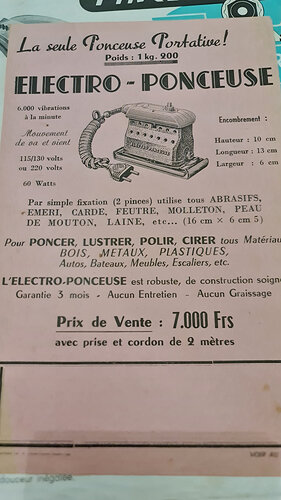 La seule Ponceuse Portative !
Poids : 1 kg. 200
ELECTRO - PONCEUSE
6.000 vibrations
à la minute
Mouvement
de va et vient
115/130 volts
ou 220 volts
60 Watts
Encombrement :
Hauteur : 10 cm
Longueur : 13 cm
Largeur : 6 cm
Par simple fixation (2 pinces) utilise tous ABRASIFS,
EMERI, CARDE, FEUTRE, MOLLETON, PEAU
DE MOUTON, LAINE, etc... (16 cm × 6 cm 5)
Pour PONCER, LUSTRER, POLIR, CIRER tous Matériau
BOIS, METAUX, PLASTIQUES,
Autos, Bateaux, Meubles, Escaliers, etc.
L'ELECTRO-PONCEUSE est robuste, de construction soigné
Garantie 3 mois - Aucun Entretien - Aucun Graissage
Prix de Vente : 7.000 Frs
avec prise et cordon de 2 mètres
VOIR AU
douceur inégalée.